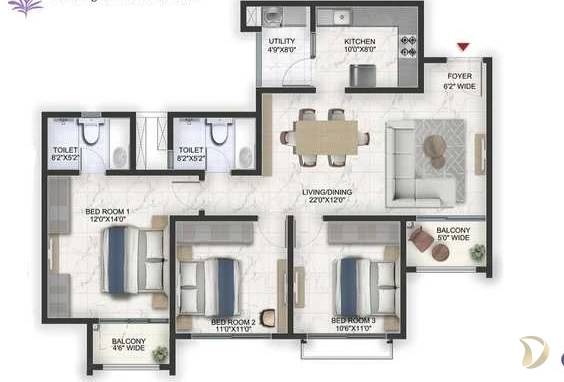 UTILITY
4'9"X8'0"
KITCHEN
10'0"X8'0"
FOYER
6'2" WIDE
TOILET
8'2"X5'2"
TOILET
8'2"X5'2"
LIVING/DINING
22'0"X12'0"
BED ROOM 1
12'0"X14'0"
BALCONY
5'0" WIDE
BED ROOM 2
11'0"X11'0"
BED ROOM 3
10'6"X11'0"
BALCONY
4'6" WIDE